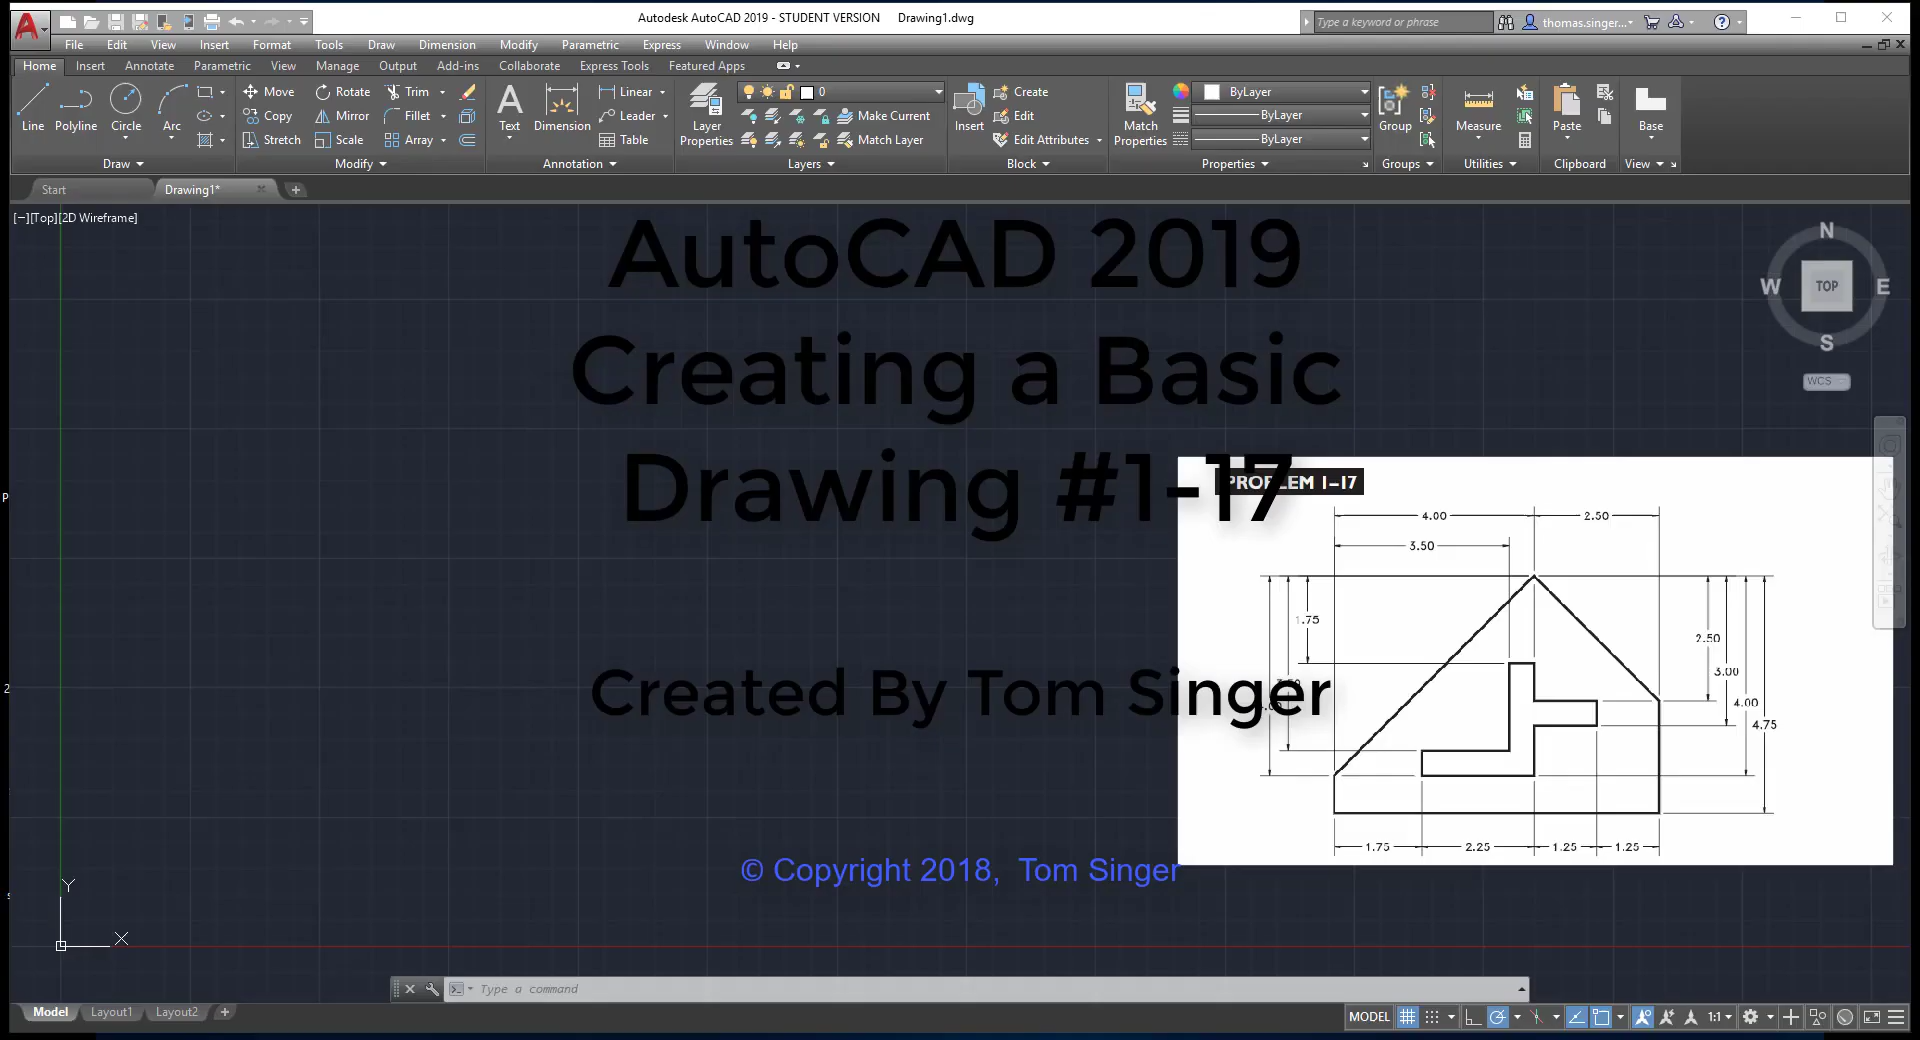 Autodesk AutoCAD 2019 - STUDENT VERSION Drawing1.dwg
Type a keyword or phrase
thomas.singer...
File Edit View Insert Format Tools Draw Dimension Modify Parametric Express Window Help
Home Insert Annotate Parametric View Manage Output Add-ins Collaborate Express Tools Featured Apps
Line Polyline Circle Arc
Move Rotate Trim
Copy Mirror Fillet
Stretch Scale Array
Text Dimension
Linear
Leader
Table
Layer Properties
0
Make Current
Match Layer
Insert
Create
Edit
Edit Attributes
Match Properties
ByLayer
ByLayer
ByLayer
Group
Measure
Paste
Base
Draw Modify Annotation Layers Block Properties Groups Utilities Clipboard View
Start Drawing1*
[−][Top][2D Wireframe]
N
W TOP E
S
WCS
AutoCAD 2019
Creating a Basic
Drawing #1-17
PROBLEM 1-17
4.00 2.50
3.50
1.75
2.50
3.00
4.00
4.75
1.75 2.25 1.25 1.25
Created By Tom Singer
© Copyright 2018, Tom Singer
Y
X
Type a command
Model Layout1 Layout2
MODEL
1:1